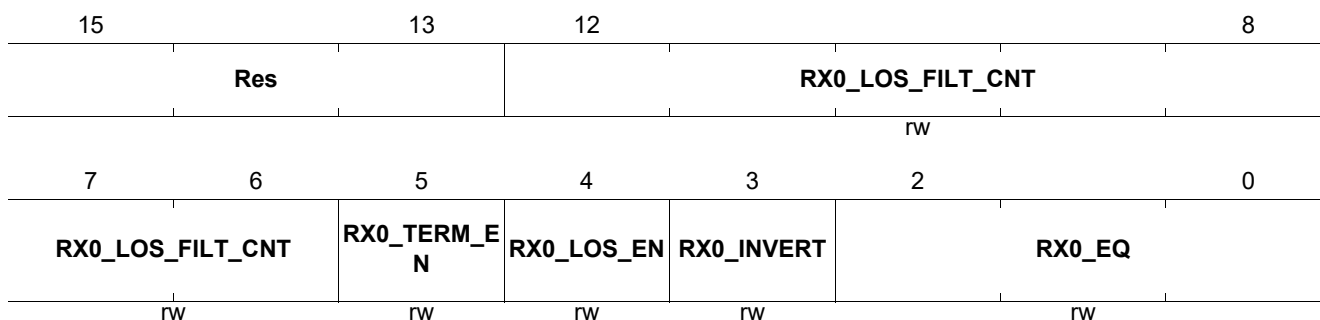 15 13 12 8
Res RX0_LOS_FILT_CNT
rw
7 6 5 4 3 2 0
RX0_LOS_FILT_CNT RX0_TERM_E
N RX0_LOS_EN RX0_INVERT RX0_EQ
rw rw rw rw rw